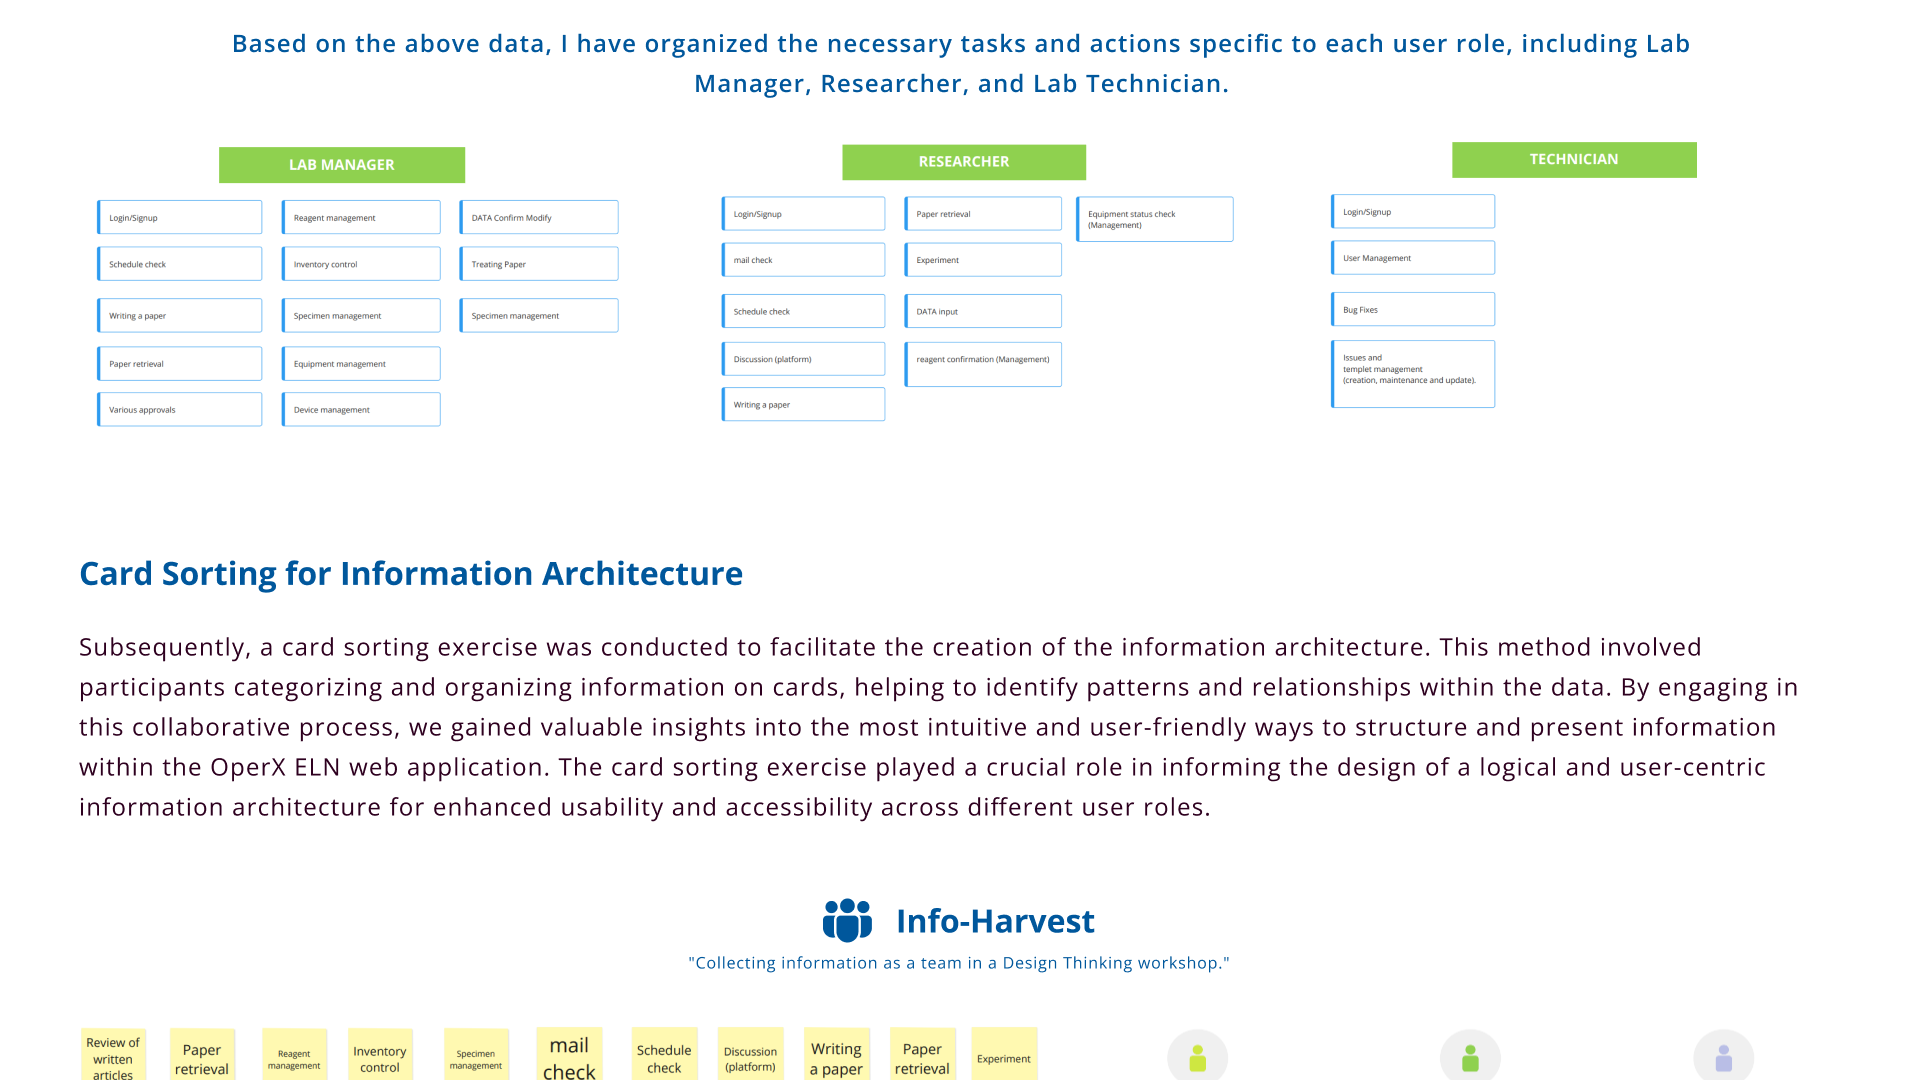 Based on the above data, I have organized the necessary tasks and actions specific to each user role, including Lab
Manager, Researcher, and Lab Technician.
LAB MANAGER
Login/Signup
Schedule check
Writing a paper
Paper retrieval
Various approvals
Reagent management
Inventory control
Specimen management
Equipment management
Device management
DATA Confirm Modify
Treating Paper
Specimen management
RESEARCHER
Login/Signup
mail check
Schedule check
Discussion (platform)
Writing a paper
Paper retrieval
Experiment
DATA input
reagent confirmation (Management)
Equipment status check
(Management)
TECHNICIAN
Login/Signup
User Management
Bug Fixes
Issues and
templet management
(creation, maintenance and update).
Card Sorting for Information Architecture
Subsequently, a card sorting exercise was conducted to facilitate the creation of the information architecture. This method involved
participants categorizing and organizing information on cards, helping to identify patterns and relationships within the data. By engaging in
this collaborative process, we gained valuable insights into the most intuitive and user-friendly ways to structure and present information
within the OperX ELN web application. The card sorting exercise played a crucial role in informing the design of a logical and user-centric
information architecture for enhanced usability and accessibility across different user roles.
Info-Harvest
"Collecting information as a team in a Design Thinking workshop."
Review of
written
articles
Paper
retrieval
Reagent
management
Inventory
control
Specimen
management
mail
check
Schedule
check
Discussion
(platform)
Writing
a paper
Paper
retrieval
Experiment